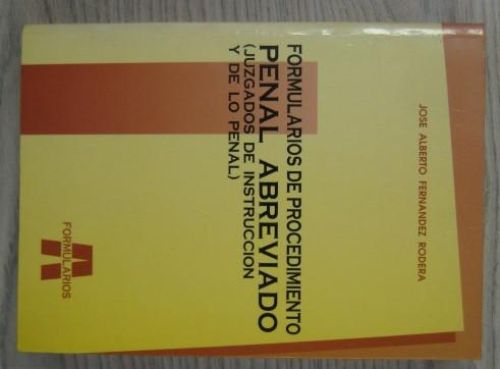 JOSE ALBERTO FERNANDEZ RODERA
FORMULARIOS DE PROCEDIMIENTO
PENAL ABREVIADO
(JUZGADOS DE INSTRUCCION
Y DE LO PENAL)
FORMULARIOS